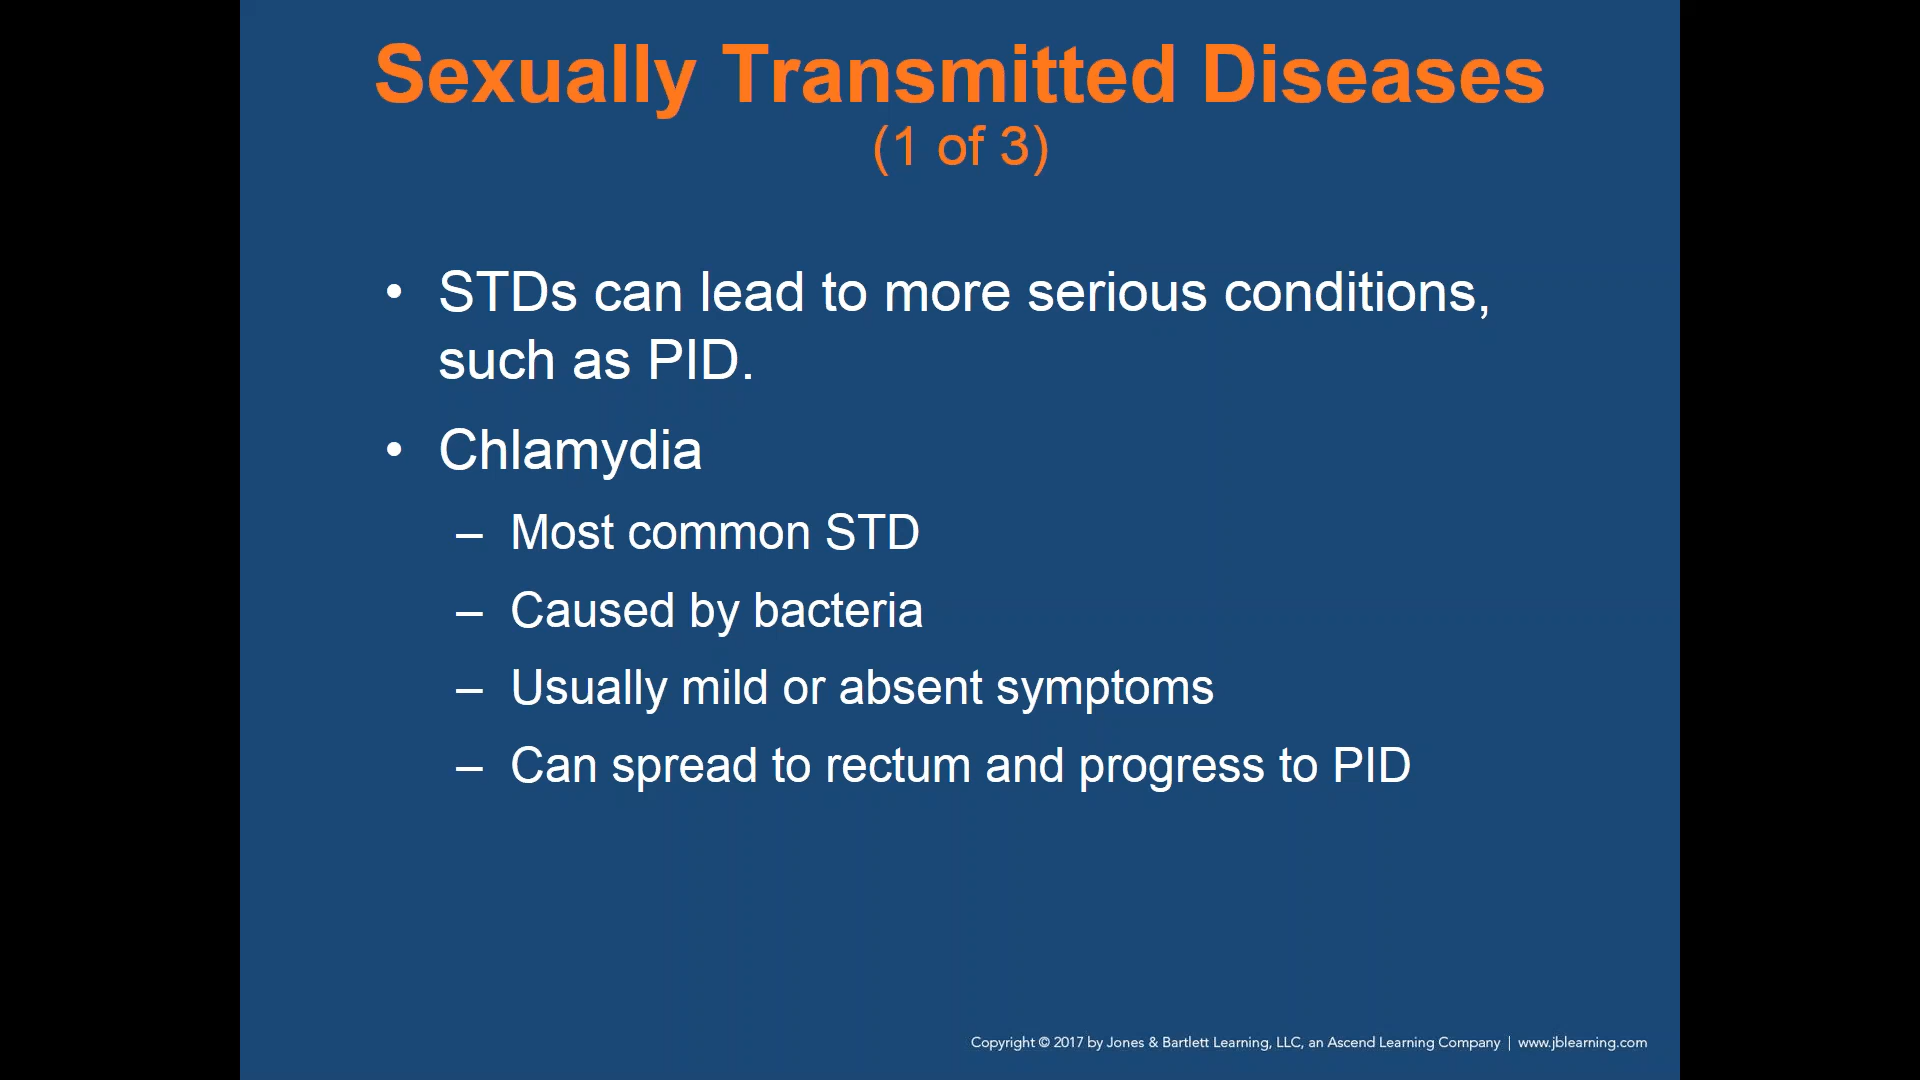 Sexually Transmitted Diseases
(1 of 3)
• STDs can lead to more serious conditions,
such as PID.
• Chlamydia
– Most common STD
– Caused by bacteria
– Usually mild or absent symptoms
– Can spread to rectum and progress to PID
Copyright © 2017 by Jones & Bartlett Learning, LLC, an Ascend Learning Company | www.jblearning.com